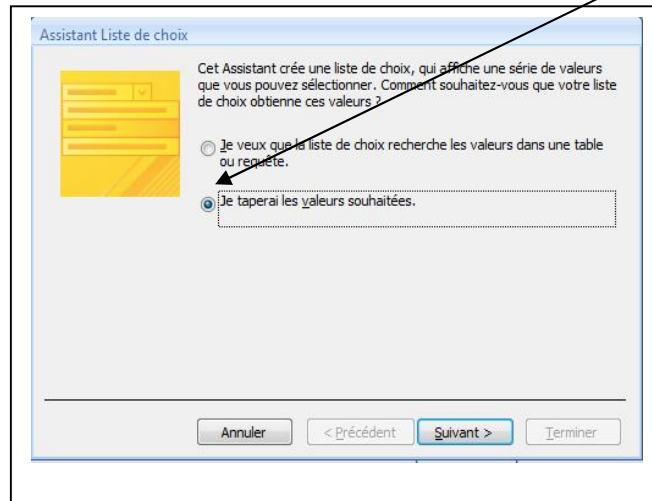 Assistant Liste de choix
Cet Assistant crée une liste de choix, qui affiche une série de valeurs
que vous pouvez sélectionner. Comment souhaitez-vous que votre liste
de choix obtienne ces valeurs ?
Je veux que la liste de choix recherche les valeurs dans une table
ou requête.
Je taperai les valeurs souhaitées.
Annuler
< Précédent
Suivant >
Terminer